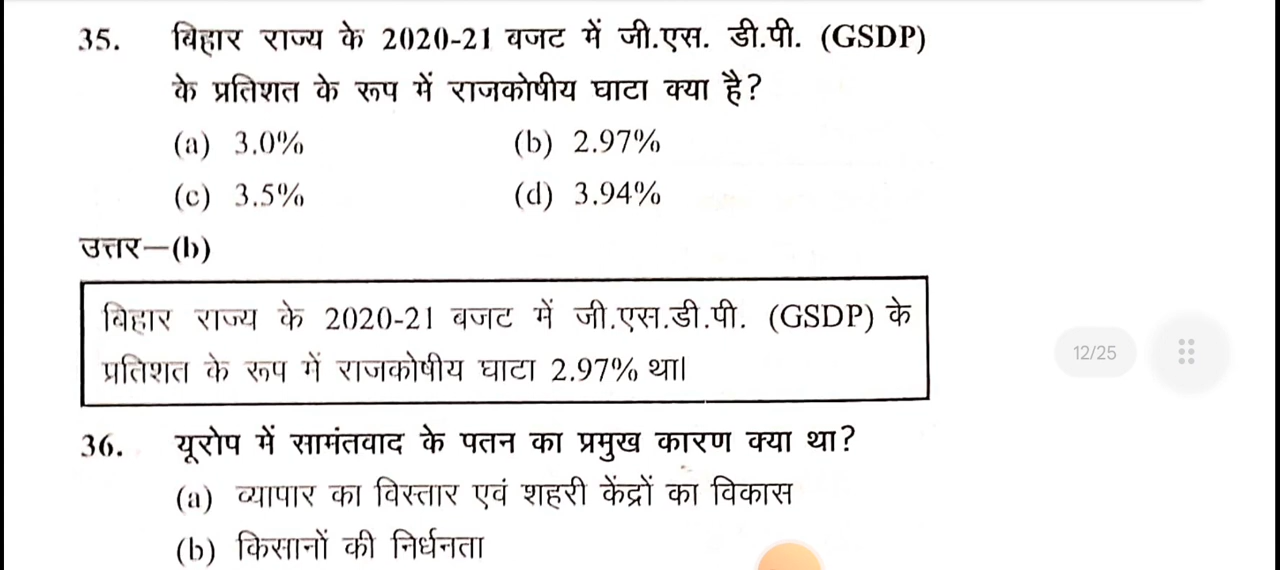 35. बिहार राज्य के 2020-21 बजट में जी.एस. डी.पी. (GSDP)
के प्रतिशत के रूप में राजकोषीय घाटा क्या है?
(a) 3.0% (b) 2.97%
(c) 3.5% (d) 3.94%
उत्तर—(b)
बिहार राज्य के 2020-21 बजट में जी.एस.डी.पी. (GSDP) के
प्रतिशत के रूप में राजकोषीय घाटा 2.97% था।
12/25
36. यूरोप में सामंतवाद के पतन का प्रमुख कारण क्या था?
(a) व्यापार का विस्तार एवं शहरी केंद्रों का विकास
(b) किसानों की निर्धनता